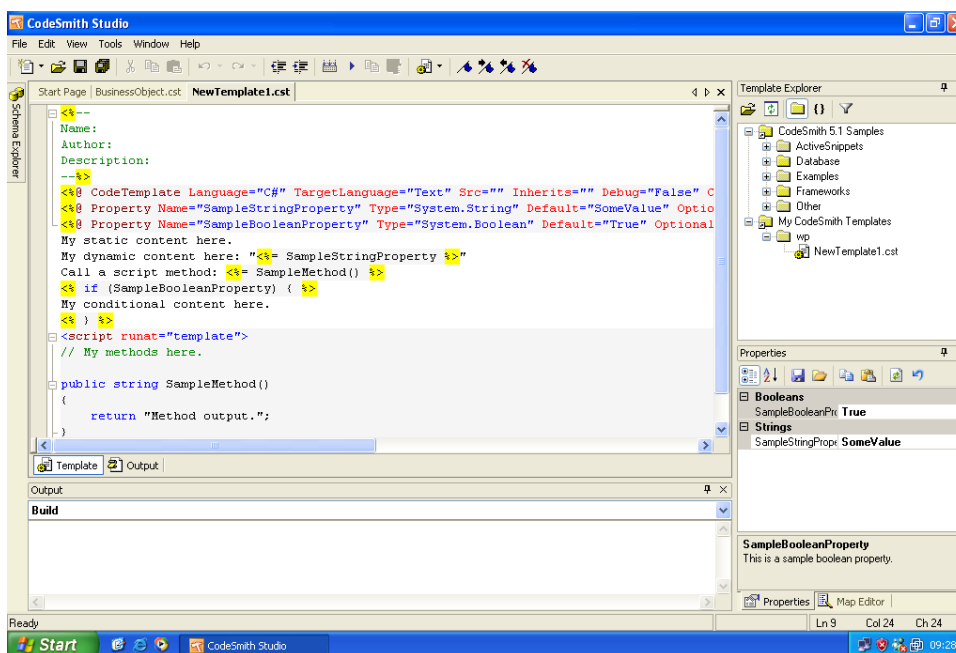 CodeSmith Studio
File Edit View Tools Window Help
Schema Explorer
Start Page BusinessObject.cst NewTemplate1.cst
<%--
Name:
Author:
Description:
--%>
<%@ CodeTemplate Language="C#" TargetLanguage="Text" Src="" Inherits="" Debug="False" C
<%@ Property Name="SampleStringProperty" Type="System.String" Default="SomeValue" Optio
<%@ Property Name="SampleBooleanProperty" Type="System.Boolean" Default="True" Optional
My static content here.
My dynamic content here: "<%= SampleStringProperty %>"
Call a script method: <%= SampleMethod() %>
<% if (SampleBooleanProperty) { %>
My conditional content here.
<% } %>
<script runat="template">
// My methods here.
public string SampleMethod()
{
return "Method output.";
}
Template Output
Output
Build
Template Explorer
{}
CodeSmith 5.1 Samples
ActiveSnippets
Database
Examples
Frameworks
Other
My CodeSmith Templates
wp
NewTemplate1.cst
Properties
Booleans
SampleBooleanPr True
Strings
SampleStringPrope SomeValue
SampleBooleanProperty
This is a sample boolean property.
Properties Map Editor
Ready Ln 9 Col 24 Ch 24
Start CodeSmith Studio 09:28